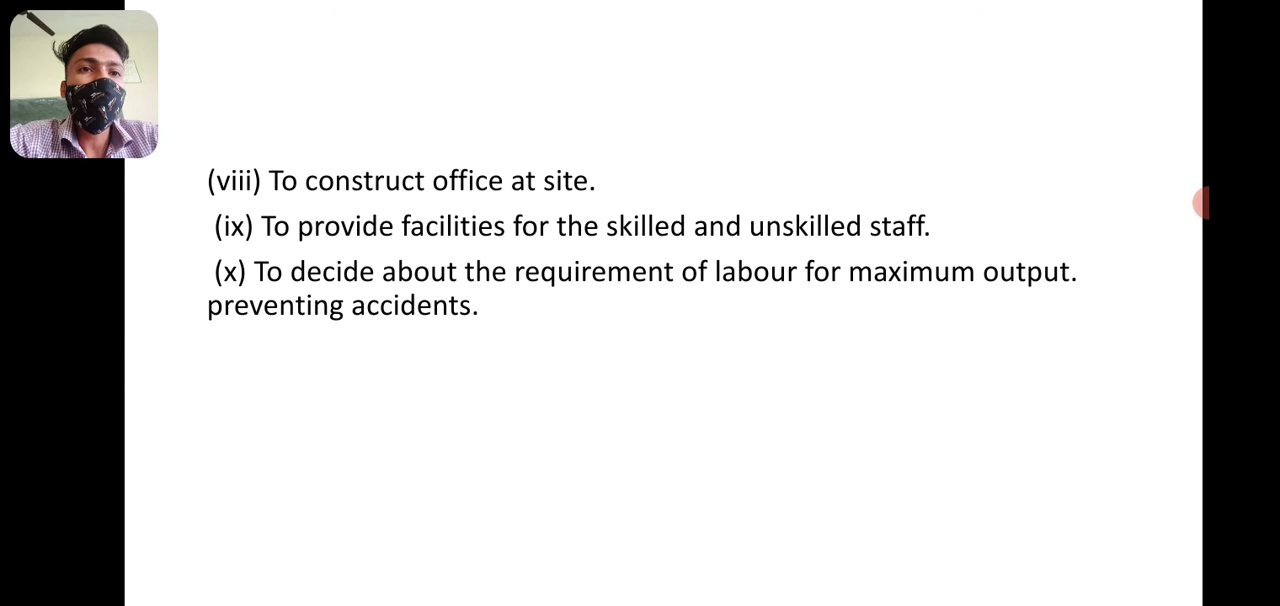 (viii) To construct office at site.
(ix) To provide facilities for the skilled and unskilled staff.
(x) To decide about the requirement of labour for maximum output.
preventing accidents.